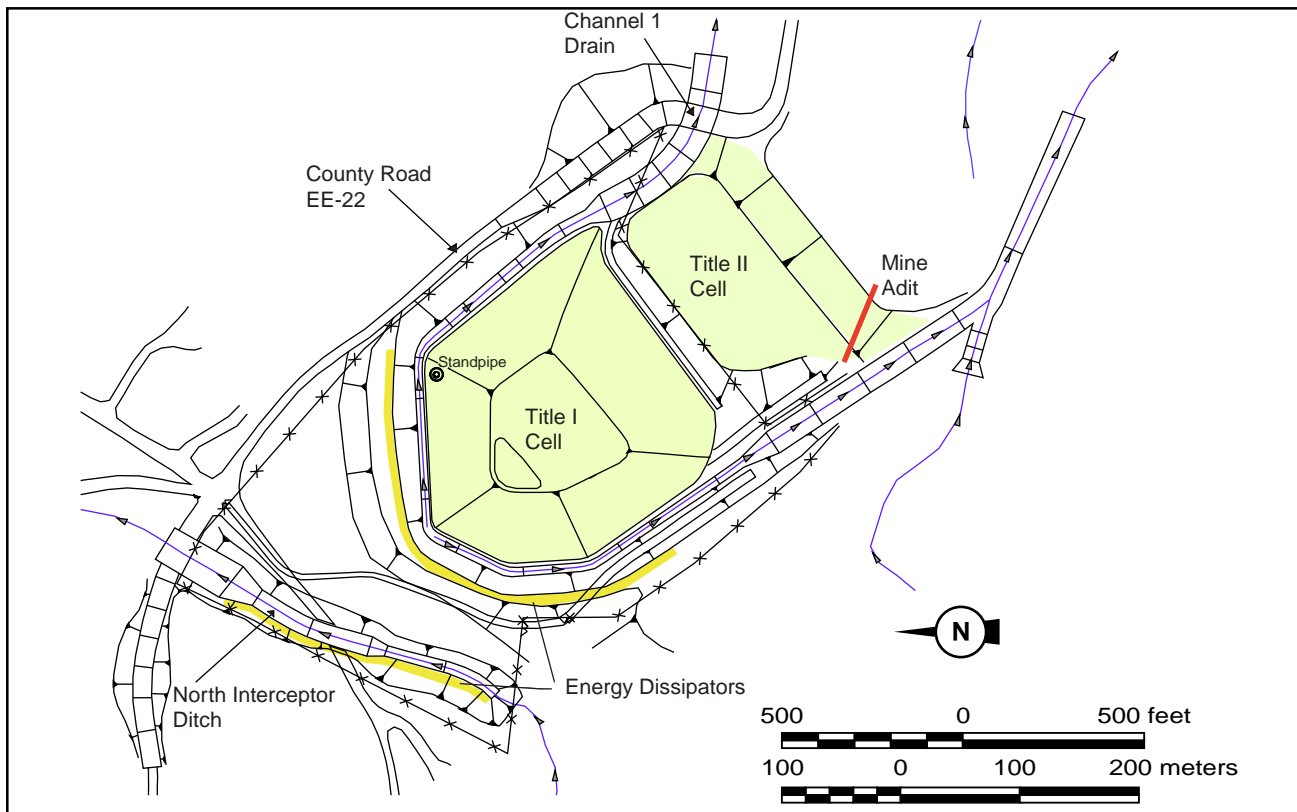 Channel 1
Drain
County Road
EE-22
Title II
Cell
Mine
Adit
Standpipe
Title I
Cell
N
North Interceptor
Ditch
Energy Dissipators
500 0 500 feet
100 0 100 200 meters